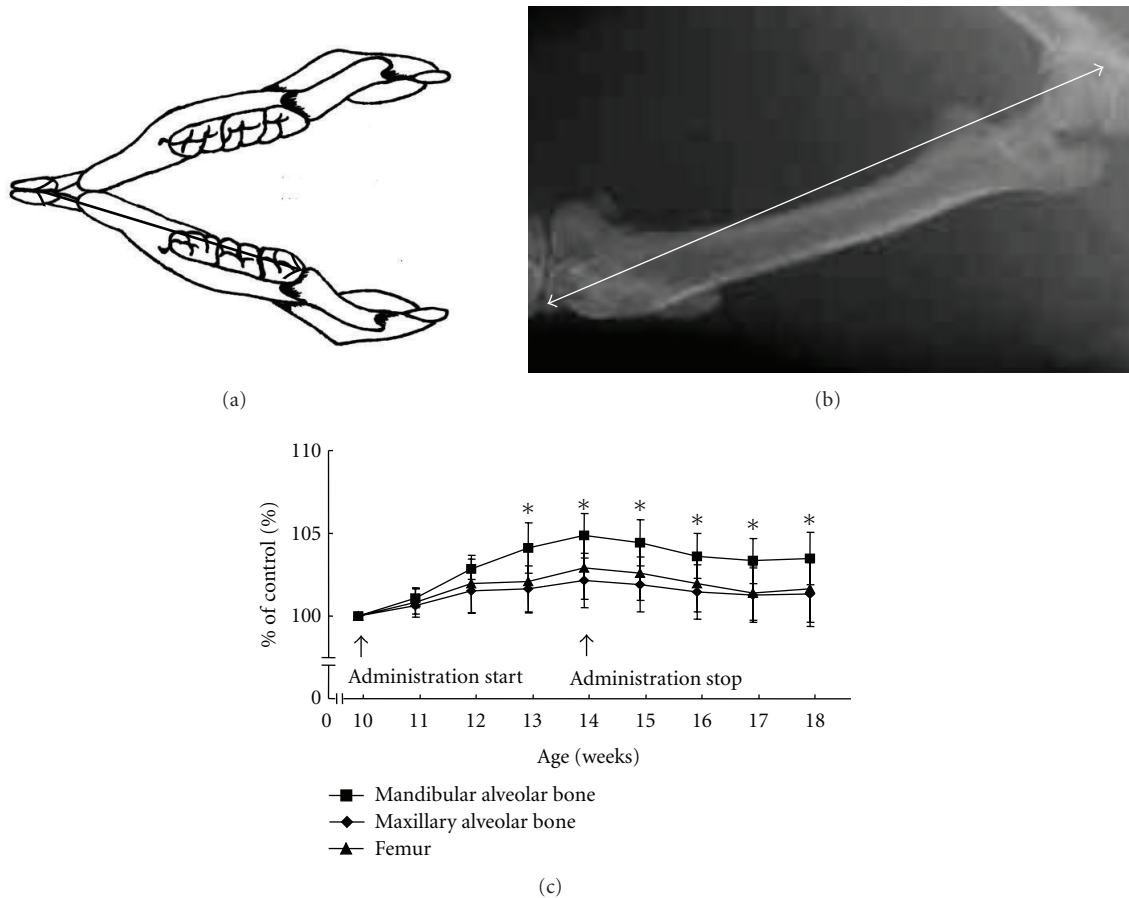 (a)
(b)
110
105
100
0
% of control (%)
* * * * * *
Administration start
Administration stop
0 10 11 12 13 14 15 16 17 18
Age (weeks)
Mandibular alveolar bone
Maxillary alveolar bone
Femur
(c)